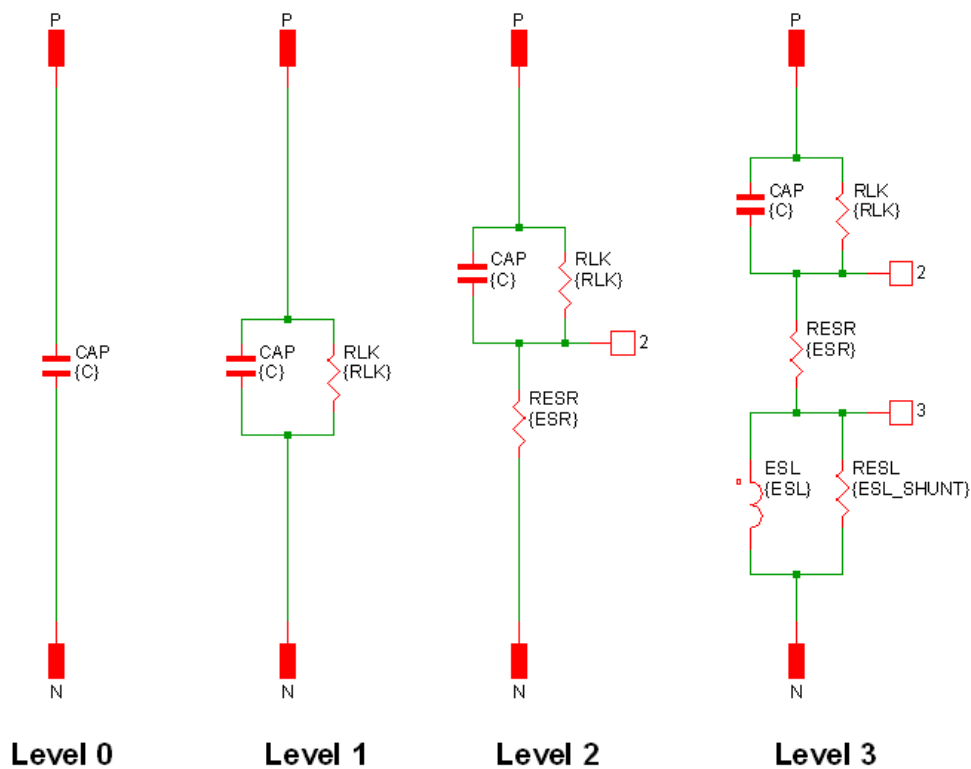 P
CAP
{C}
N
Level 0
P
CAP
{C}
RLK
{RLK}
N
Level 1
P
CAP
{C}
RLK
{RLK}
2
RESR
{ESR}
N
Level 2
P
CAP
{C}
RLK
{RLK}
2
RESR
{ESR}
3
ESL
{ESL}
RESL
{ESL_SHUNT}
N
Level 3